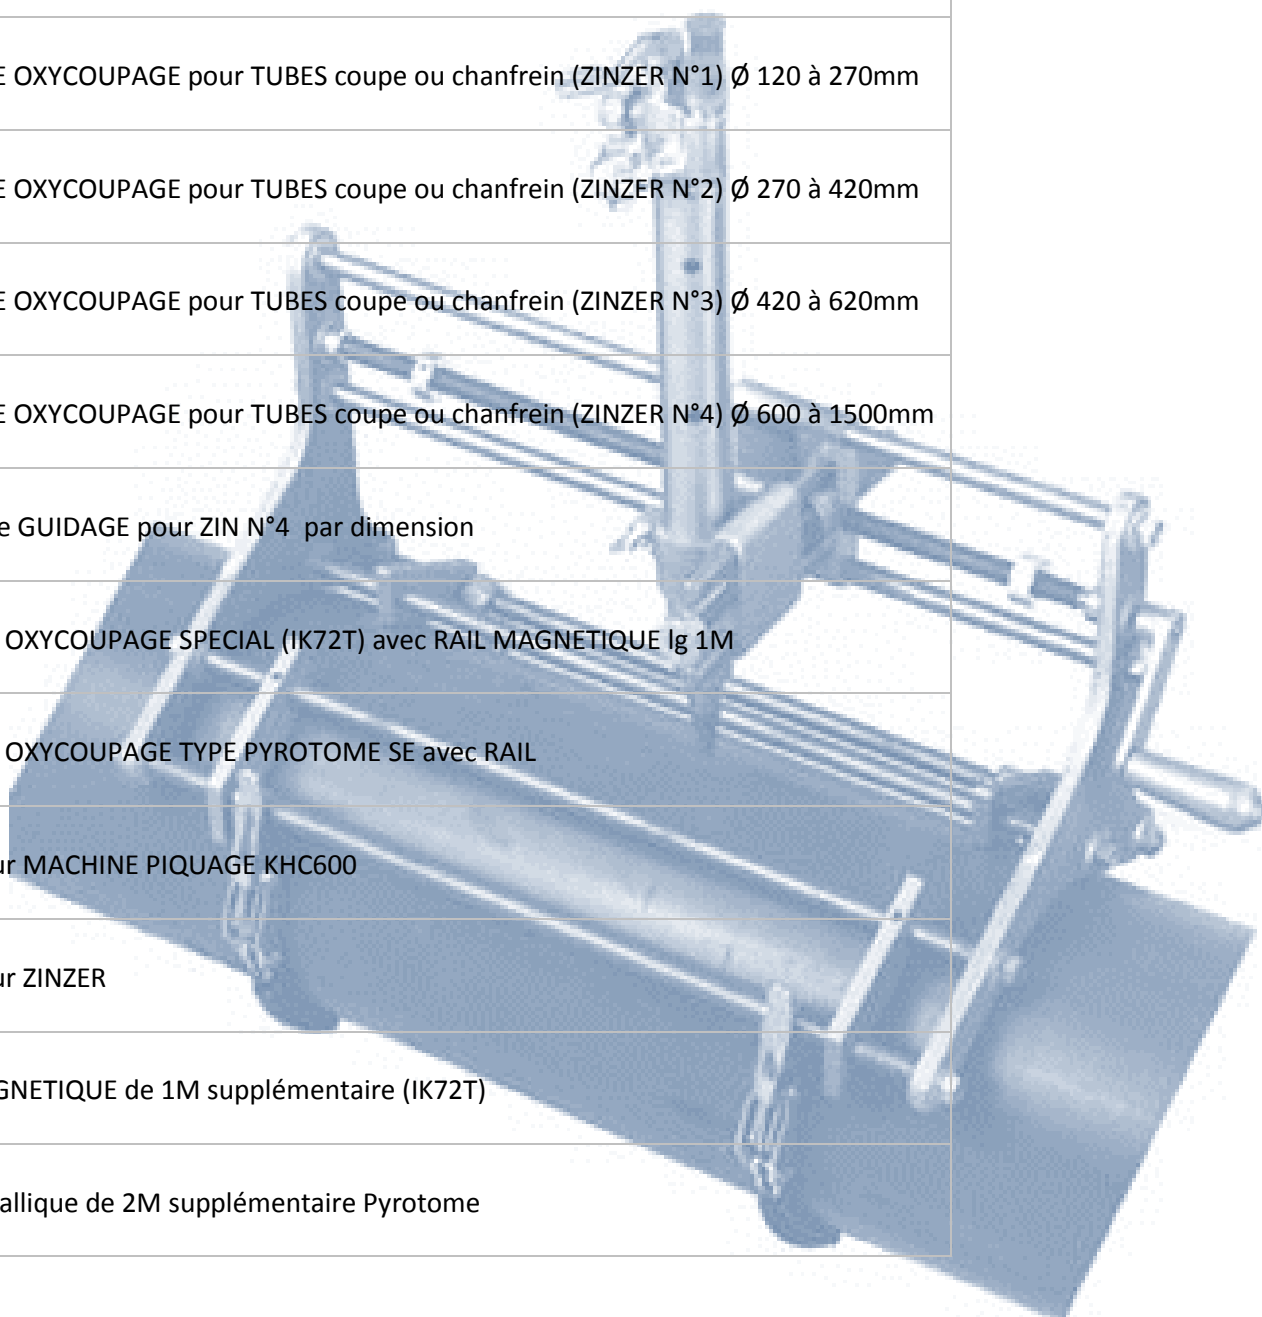 E OXYCOUPAGE pour TUBES coupe ou chanfrein (ZINZER N°1) Ø 120 à 270mm
E OXYCOUPAGE pour TUBES coupe ou chanfrein (ZINZER N°2) Ø 270 à 420mm
E OXYCOUPAGE pour TUBES coupe ou chanfrein (ZINZER N°3) Ø 420 à 620mm
E OXYCOUPAGE pour TUBES coupe ou chanfrein (ZINZER N°4) Ø 600 à 1500mm
e GUIDAGE pour ZIN N°4 par dimension
OXYCOUPAGE SPECIAL (IK72T) avec RAIL MAGNETIQUE lg 1M
OXYCOUPAGE TYPE PYROTOME SE avec RAIL
ur MACHINE PIQUAGE KHC600
ur ZINZER
GNETIQUE de 1M supplémentaire (IK72T)
allique de 2M supplémentaire Pyrotome